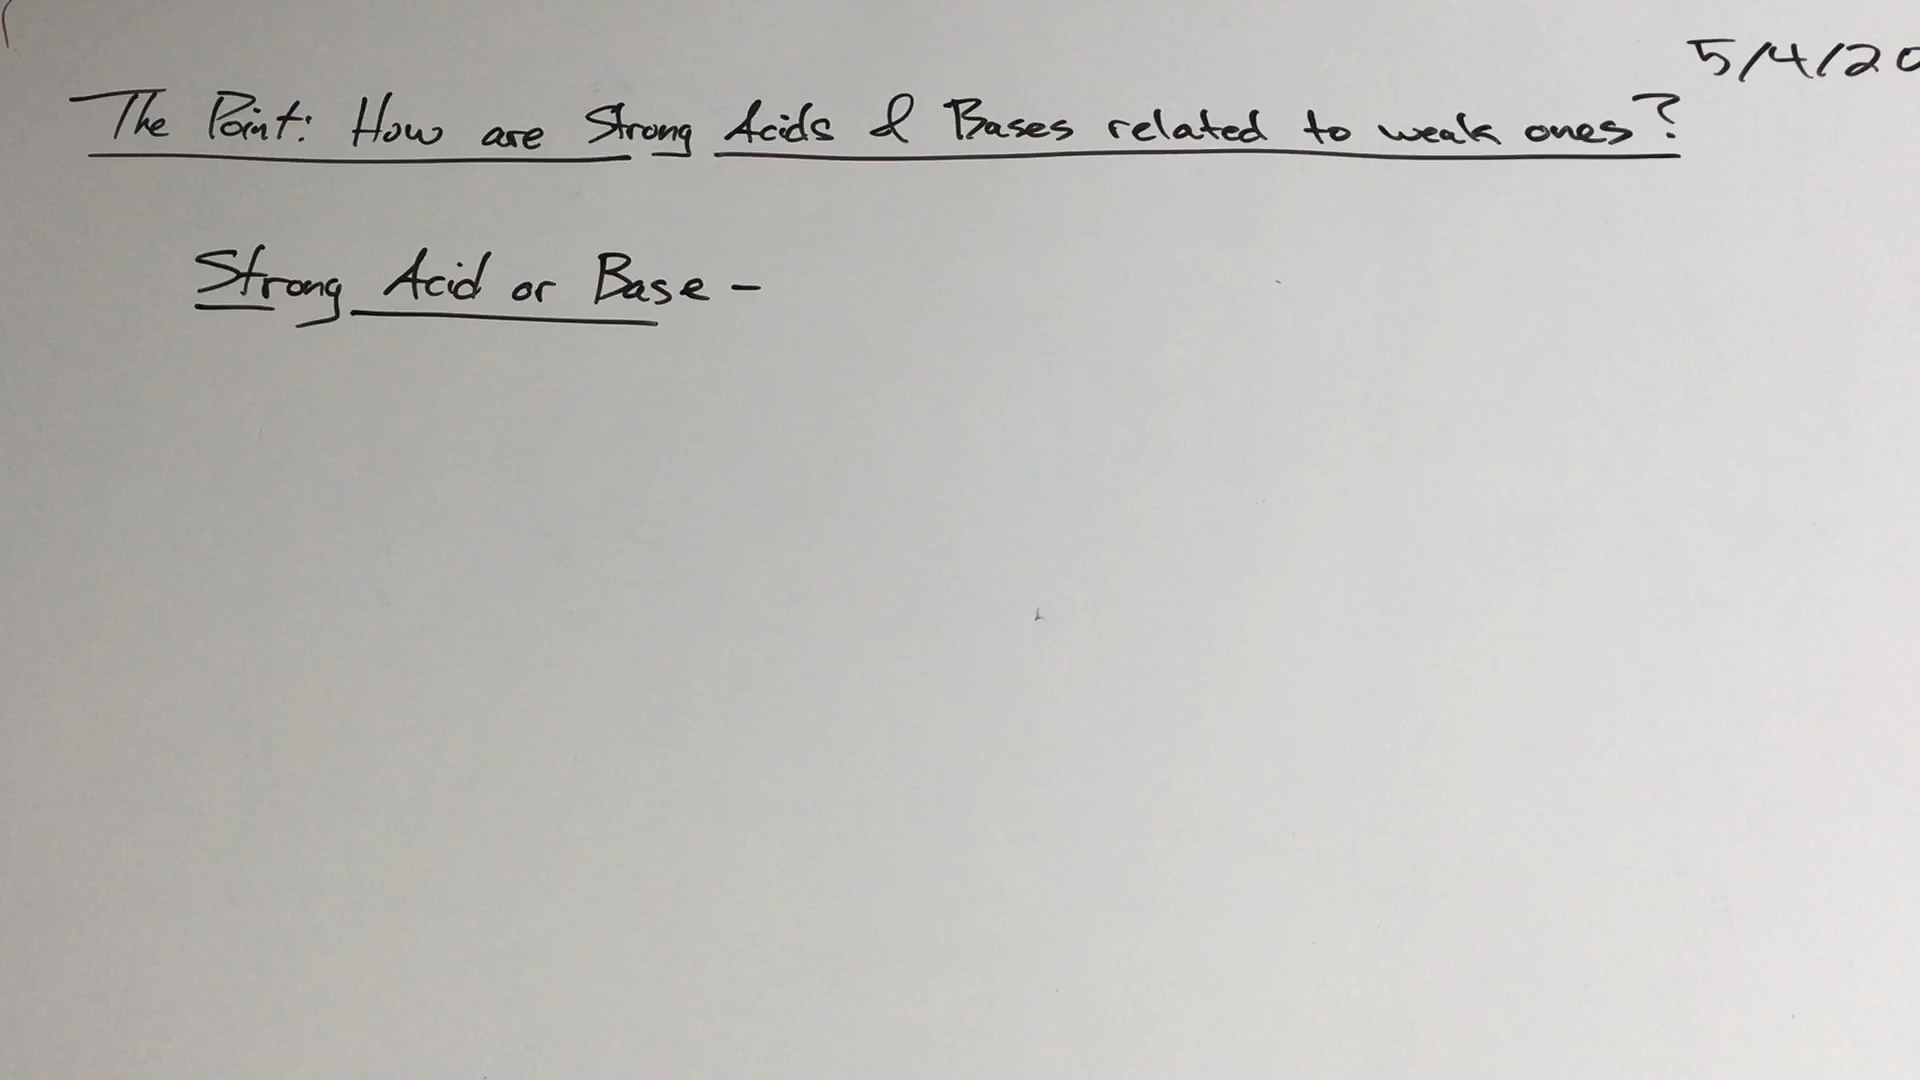 5/4/20
The Point: How are Strong Acids & Bases related to weak ones?
Strong Acid or Base -